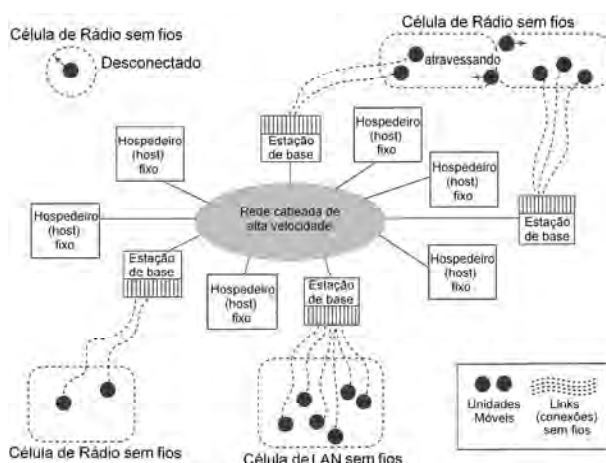 Célula de Rádio sem fios
Desconectado
Célula de Rádio sem fios
atravessando
Estação
de base
Hospedeiro
(host)
fixo
Hospedeiro
(host)
fixo
Hospedeiro
(host)
fixo
Hospedeiro
(host)
fixo
Rede cabeada de
alta velocidade
Estação
de base
Estação
de base
Hospedeiro
(host)
fixo
Estação
de base
Hospedeiro
(host)
fixo
Célula de Rádio sem fios
Célula de LAN sem fios
Unidades
Móveis
Links
(conexões)
sem fios